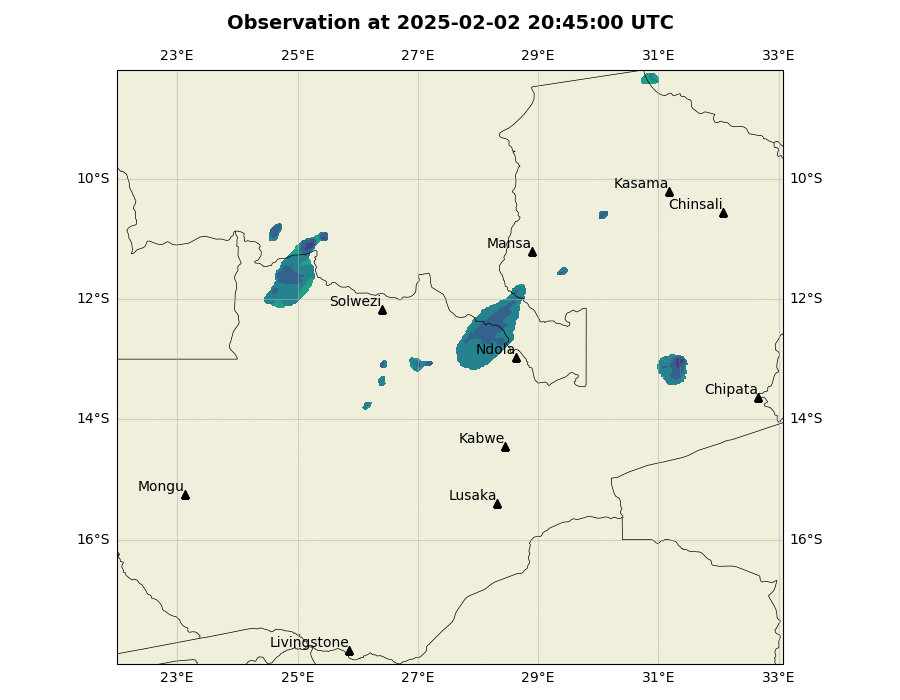 Observation at 2025-02-02 20:45:00 UTC
23°E 25°E 27°E 29°E 31°E 33°E
10°S 10°S
Kasama
Chinsali
Mansa
12°S 12°S
Solwezi
Ndola
Chipata
14°S 14°S
Kabwe
Mongu
Lusaka
16°S 16°S
Livingstone
23°E 25°E 27°E 29°E 31°E 33°E